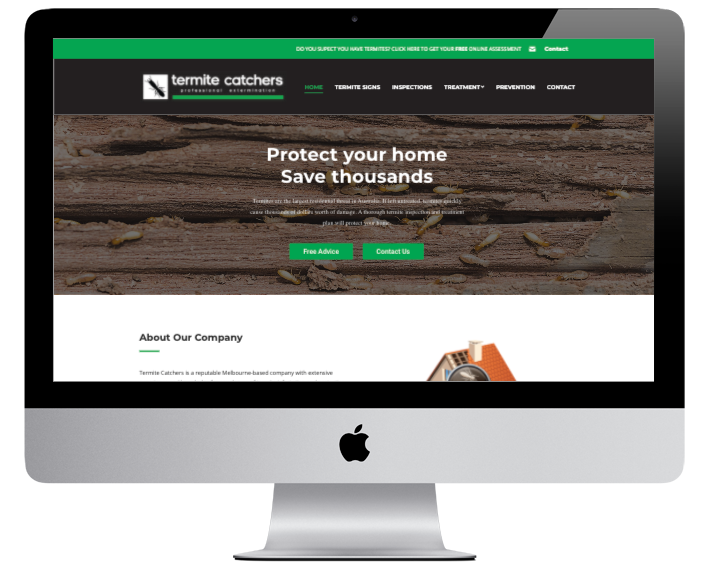 DO YOU SUPECT YOU HAVE TERMITES? CLICK HERE TO GET YOUR FREE ONLINE ASSESSMENT Contact
termite catchers
professional extermination
HOME TERMITE SIGNS INSPECTIONS TREATMENT PREVENTION CONTACT
Protect your home
Save thousands
Termites are the largest residential threat in Australia. If left untreated, termites quickly
cause thousands of dollars worth of damage. A thorough termite inspection and treatment
plan will protect your home.
Free Advice Contact Us
About Our Company
Termite Catchers is a reputable Melbourne-based company with extensive